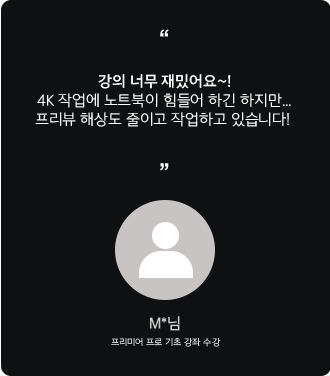 “
강의 너무 재밌어요~!
4K 작업에 노트북이 힘들어 하긴 하지만...
프리뷰 해상도 줄이고 작업하고 있습니다!
”
M*님
프리미어 프로 기초 강좌 수강